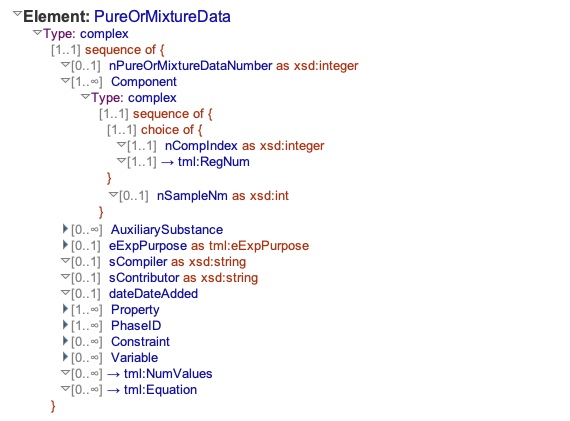 Element: PureOrMixtureData
Type: complex
[1..1] sequence of {
[0..1] nPureOrMixtureDataNumber as xsd:integer
[1..∞] Component
Type: complex
[1..1] sequence of {
[1..1] choice of {
[1..1] nCompIndex as xsd:integer
[1..1] → tml:RegNum
}
[0..1] nSampleNm as xsd:int
}
[0..∞] AuxiliarySubstance
[0..1] eExpPurpose as tml:eExpPurpose
[0..1] sCompiler as xsd:string
[0..1] sContributor as xsd:string
[0..1] dateDateAdded
[1..∞] Property
[1..∞] PhaseID
[0..∞] Constraint
[0..∞] Variable
[0..∞] → tml:NumValues
[0..∞] → tml:Equation
}